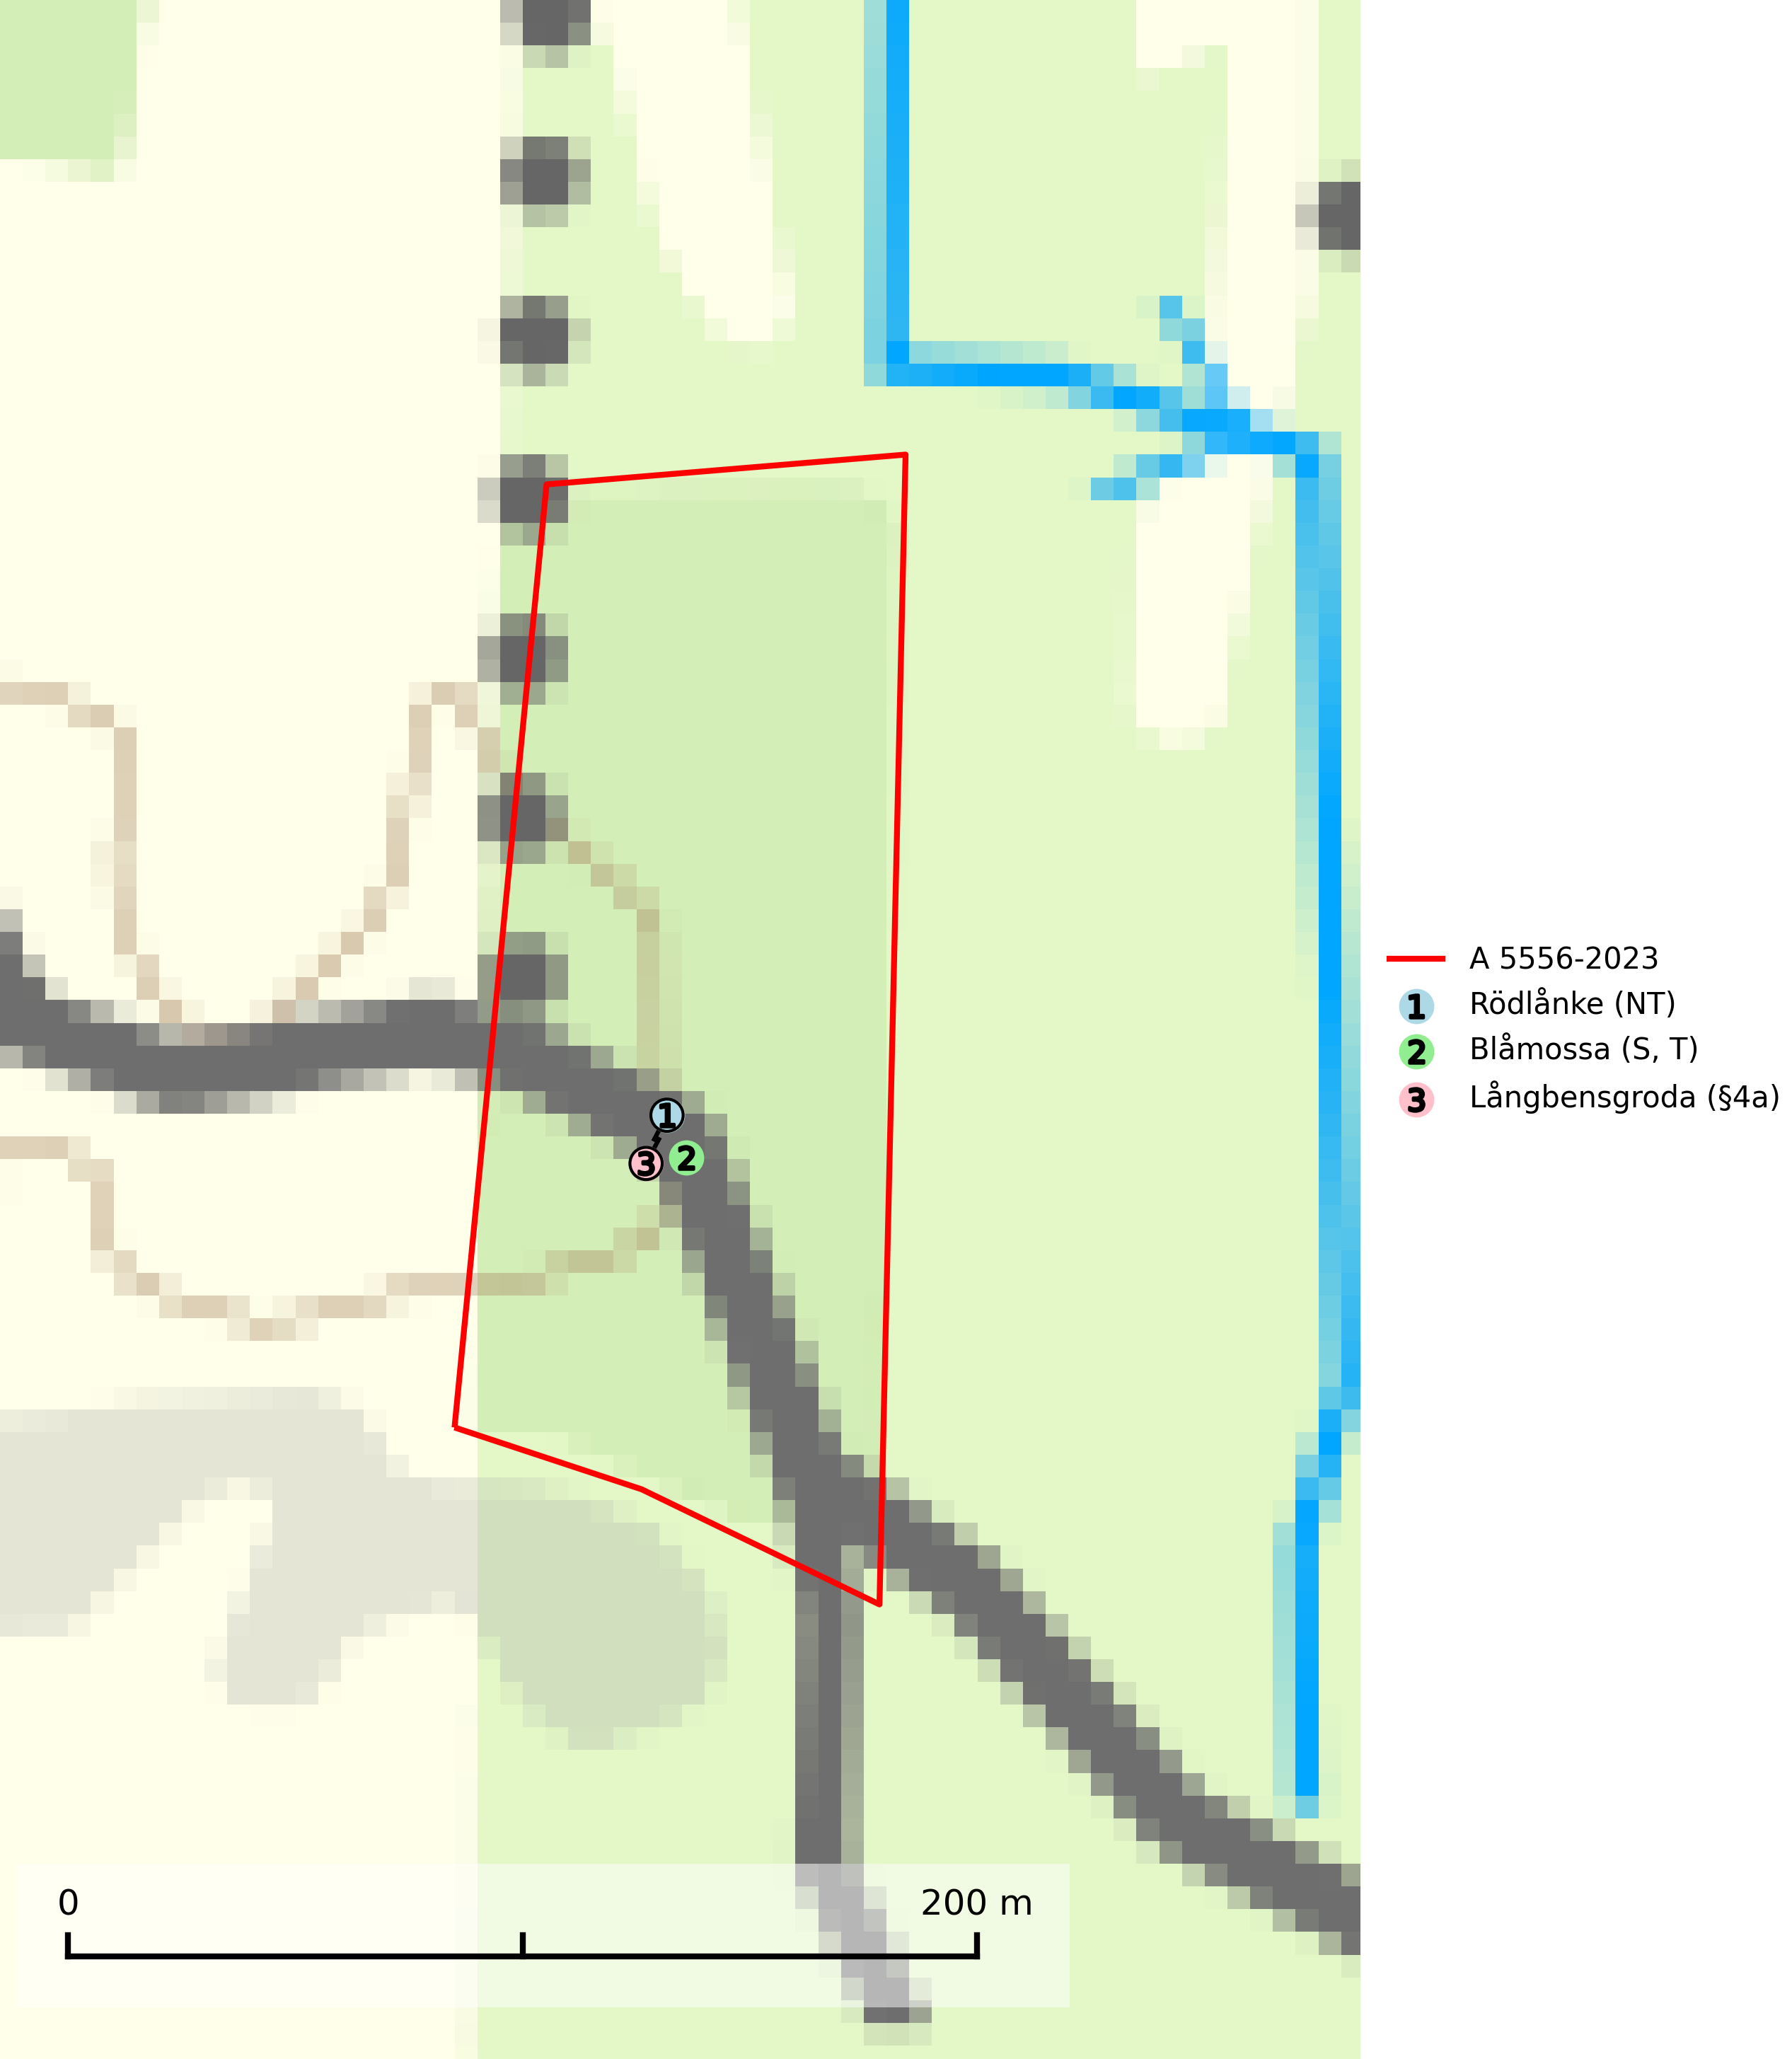 A 5556-2023
1 Rödlånke (NT)
2 Blåmossa (S, T)
3 Långbensgroda (§4a)
1
3 2
0 200 m